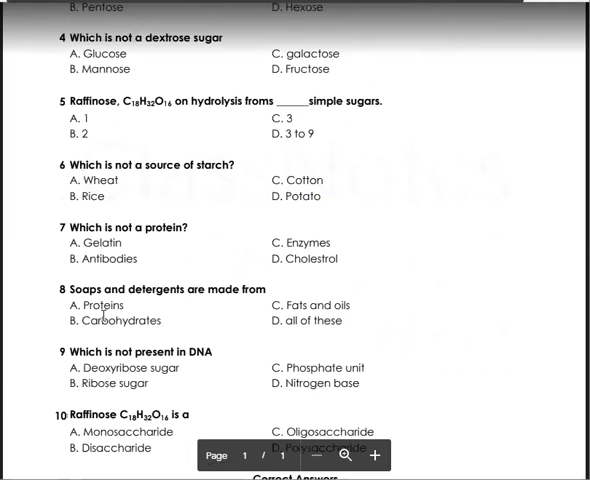 B. Pentose D. Hexose
4 Which is not a dextrose sugar
A. Glucose C. galactose
B. Mannose D. Fructose
5 Raffinose, C₁₈H₃₂O₁₆ on hydrolysis froms ______simple sugars.
A. 1 C. 3
B. 2 D. 3 to 9
6 Which is not a source of starch?
A. Wheat C. Cotton
B. Rice D. Potato
7 Which is not a protein?
A. Gelatin C. Enzymes
B. Antibodies D. Cholestrol
8 Soaps and detergents are made from
A. Proteins C. Fats and oils
B. Carbohydrates D. all of these
9 Which is not present in DNA
A. Deoxyribose sugar C. Phosphate unit
B. Ribose sugar D. Nitrogen base
10 Raffinose C₁₈H₃₂O₁₆ is a
A. Monosaccharide C. Oligosaccharide
B. Disaccharide D. Polysaccharide
Page 1 / 1 — +
Correct Answers